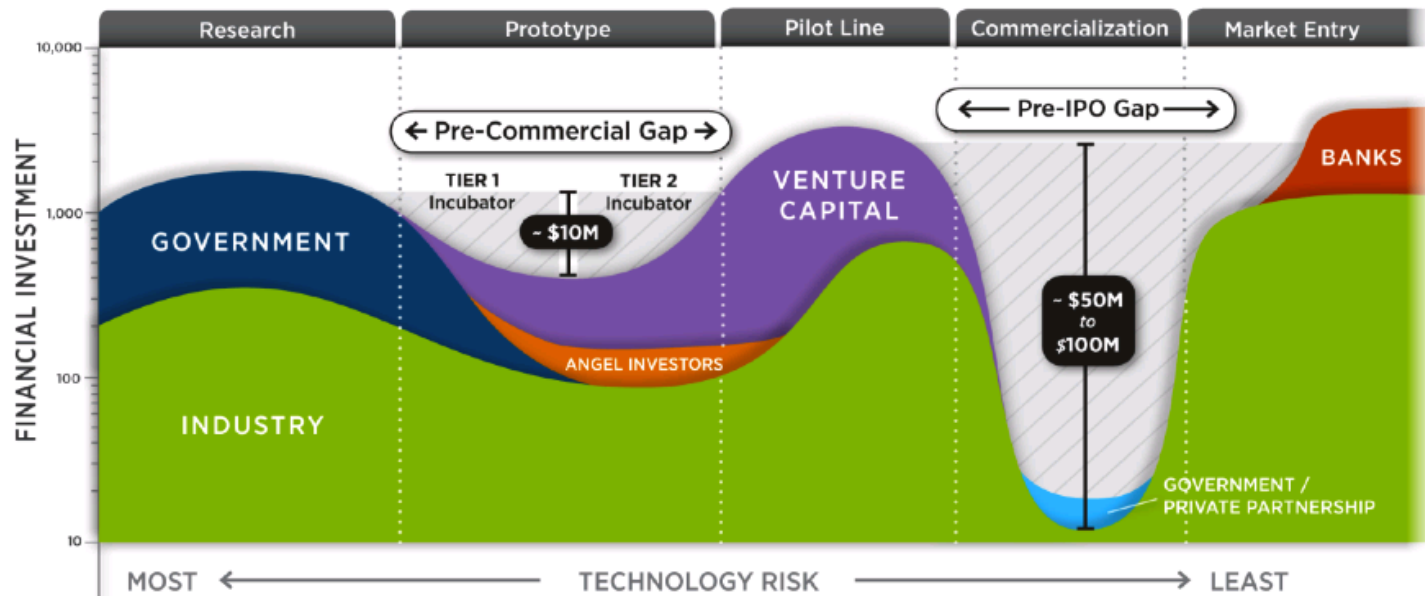 Research
Prototype
Pilot Line
Commercialization
Market Entry
10,000
1,000
100
10
FINANCIAL INVESTMENT
Pre-Commercial Gap
Pre-IPO Gap
TIER 1
Incubator
TIER 2
Incubator
~ $10M
GOVERNMENT
VENTURE
CAPITAL
BANKS
~ $50M
to
$100M
ANGEL INVESTORS
INDUSTRY
GOVERNMENT /
PRIVATE PARTNERSHIP
MOST
TECHNOLOGY RISK
LEAST